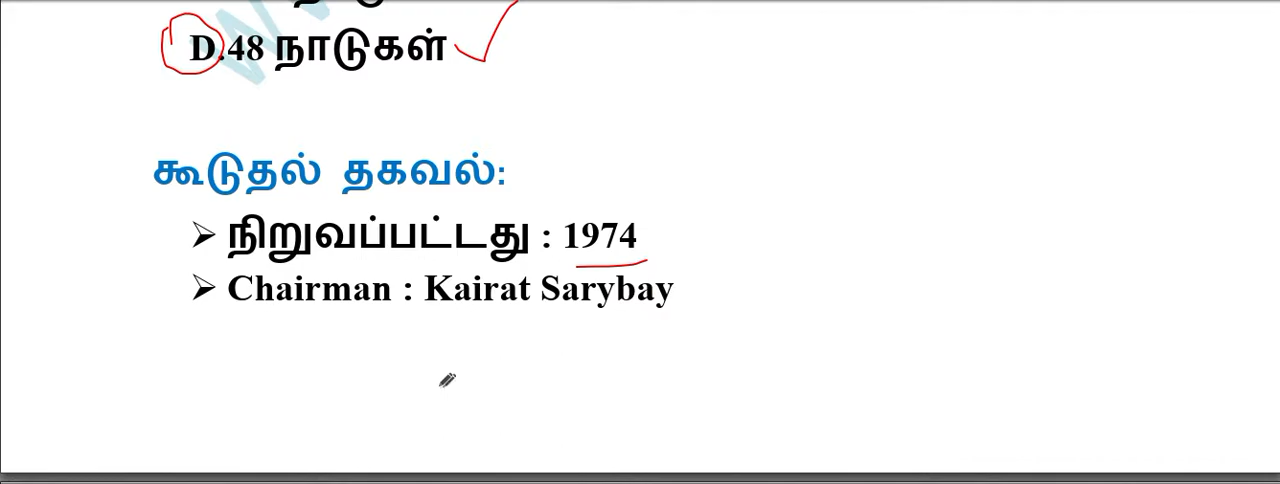 D.48 நாடுகள்
கூடுதல் தகவல்:
➢ நிறுவப்பட்டது : 1974
➢ Chairman : Kairat Sarybay